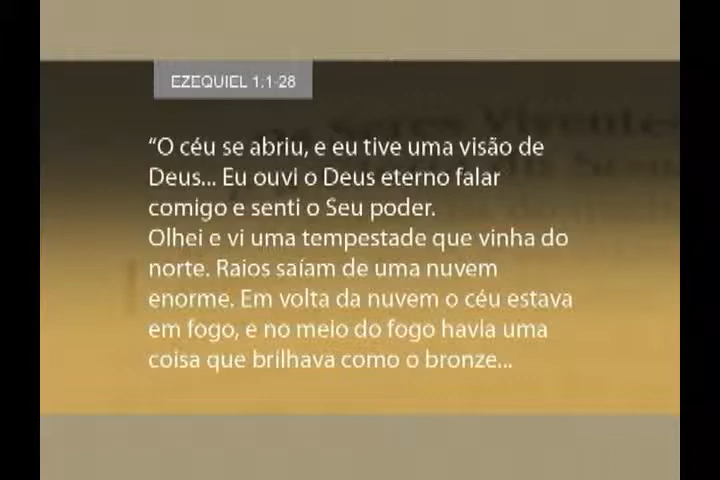 EZEQUIEL 1.1-28
“O céu se abriu, e eu tive uma visão de
Deus... Eu ouvi o Deus eterno falar
comigo e senti o Seu poder.
Olhei e vi uma tempestade que vinha do
norte. Raios saíam de uma nuvem
enorme. Em volta da nuvem o céu estava
em fogo, e no meio do fogo havia uma
coisa que brilhava como o bronze...